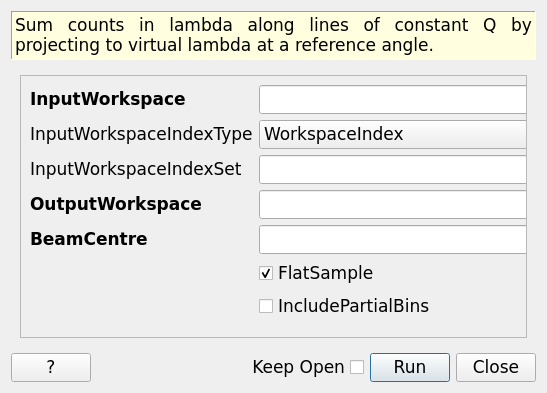 Sum counts in lambda along lines of constant Q by
projecting to virtual lambda at a reference angle.
InputWorkspace
InputWorkspaceIndexType WorkspaceIndex
InputWorkspaceIndexSet
OutputWorkspace
BeamCentre
FlatSample
IncludePartialBins
? Keep Open Run Close